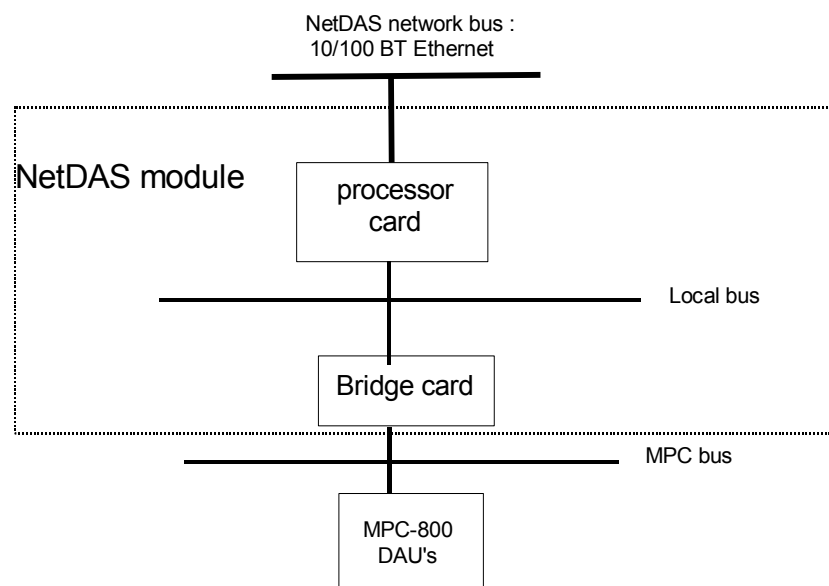 NetDAS network bus :
10/100 BT Ethernet
NetDAS module
processor
card
Local bus
Bridge card
MPC bus
MPC-800
DAU's